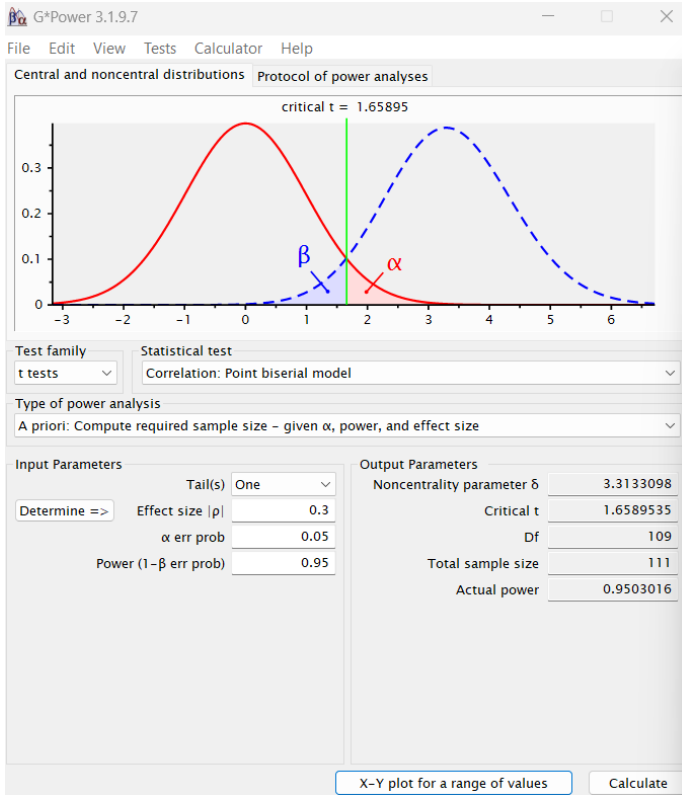 G*Power 3.1.9.7
File Edit View Tests Calculator Help
Central and noncentral distributions Protocol of power analyses
critical t = 1.65895
0.3
0.2
0.1
0
β
α
-3 -2 -1 0 1 2 3 4 5 6
Test family Statistical test
t tests Correlation: Point biserial model
Type of power analysis
A priori: Compute required sample size - given α, power, and effect size
Input Parameters
Tail(s) One
Determine => Effect size |ρ| 0.3
α err prob 0.05
Power (1-β err prob) 0.95
Output Parameters
Noncentrality parameter δ 3.3133098
Critical t 1.6589535
Df 109
Total sample size 111
Actual power 0.9503016
X-Y plot for a range of values Calculate